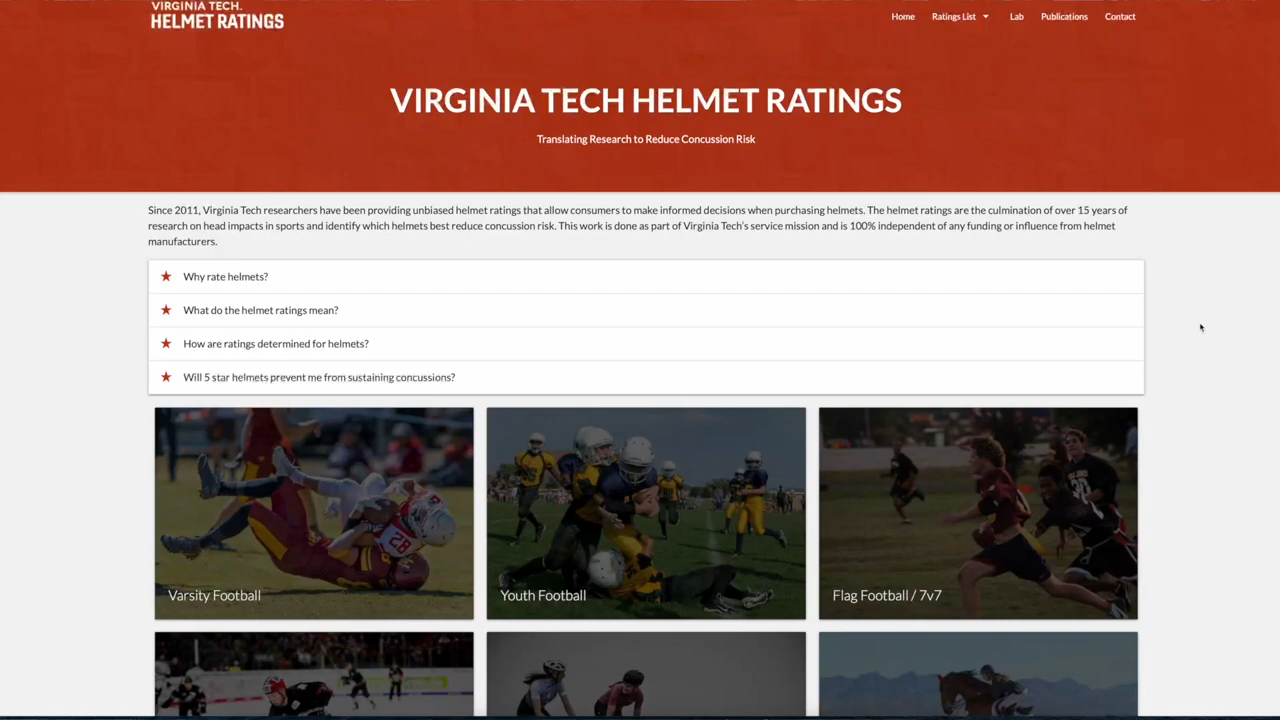 VIRGINIA TECH.
HELMET RATINGS
Home
Ratings List
Lab
Publications
Contact
VIRGINIA TECH HELMET RATINGS
Translating Research to Reduce Concussion Risk
Since 2011, Virginia Tech researchers have been providing unbiased helmet ratings that allow consumers to make informed decisions when purchasing helmets. The helmet ratings are the culmination of over 15 years of
research on head impacts in sports and identify which helmets best reduce concussion risk. This work is done as part of Virginia Tech's service mission and is 100% independent of any funding or influence from helmet
manufacturers.
Why rate helmets?
What do the helmet ratings mean?
How are ratings determined for helmets?
Will 5 star helmets prevent me from sustaining concussions?
28
Varsity Football
Youth Football
Flag Football / 7v7